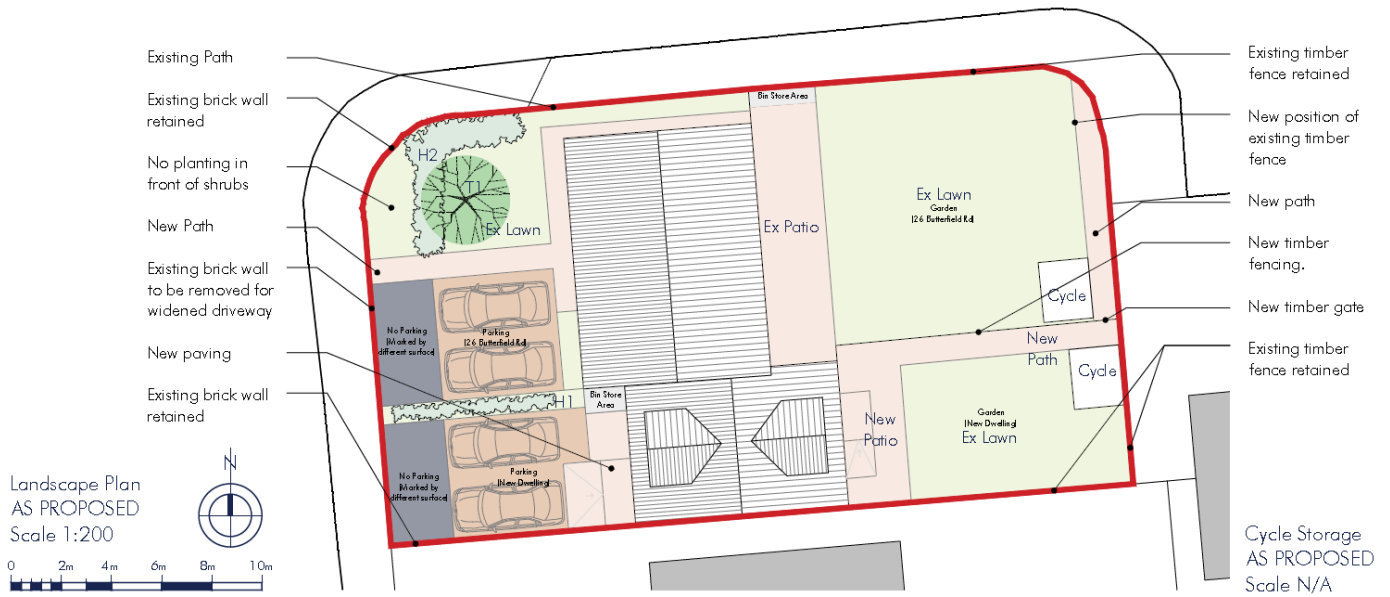 Existing Path
Existing brick wall
retained
No planting in
front of shrubs
New Path
Existing brick wall
to be removed for
widened driveway
New paving
Existing brick wall
retained
N
Landscape Plan
AS PROPOSED
Scale 1:200
0 2m 4m 6m 8m 10m
Bin Store Area
H2
T1
Ex Lawn
Ex Patio
Ex Lawn
Garden
[26 Butterfield Rd]
Cycle
No Parking
[Marked by
different surface]
Parking
[26 Butterfield Rd]
New
Path
Cycle
H1
Bin Store
Area
New
Patio
Garden
[New Dwelling]
Ex Lawn
No Parking
[Marked by
different surface]
Parking
[New Dwelling]
Existing timber
fence retained
New position of
existing timber
fence
New path
New timber
fencing.
New timber gate
Existing timber
fence retained
Cycle Storage
AS PROPOSED
Scale N/A